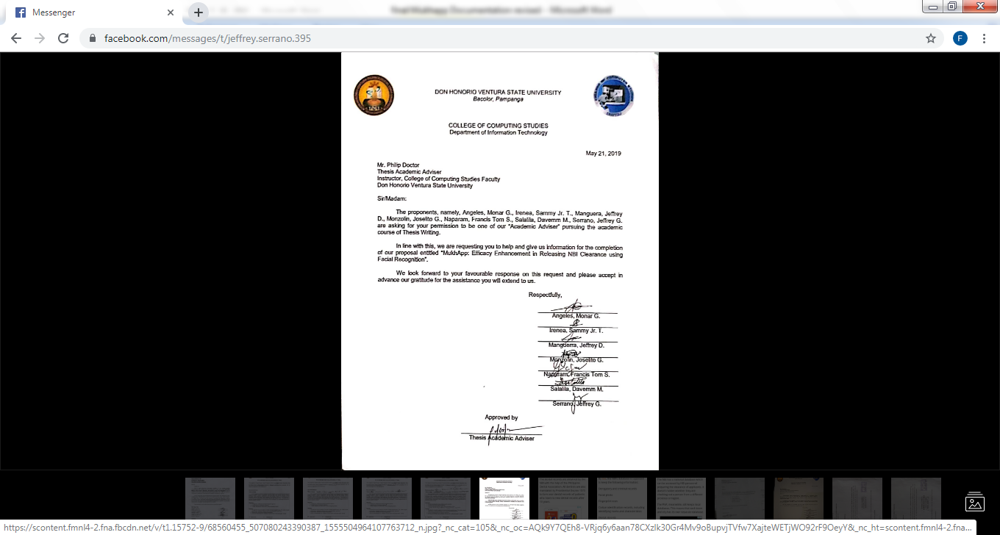 Messenger
final Mukhapp Documentation revised - Microsoft Word
facebook.com/messages/t/jeffrey.serrano.395
F
DON HONORIO VENTURA STATE UNIVERSITY
Bacolor, Pampanga
COLLEGE OF COMPUTING STUDIES
Department of Information Technology
May 21, 2019
Mr. Philip Doctor
Thesis Academic Adviser
Instructor, College of Computing Studies Faculty
Don Honorio Ventura State University
Sir/Madam:
The proponents, namely, Angeles, Monar G., Irenea, Sammy Jr. T., Manguera, Jeffrey
D., Monzolin, Joselito G., Naparam, Francis Tom S., Salalila, Davemm M., Serrano, Jeffrey G.
are asking for your permission to be one of our "Academic Adviser" pursuing the academic
course of Thesis Writing.
In line with this, we are requesting you to help and give us information for the completion
of our proposal entitled "MukhApp: Efficacy Enhancement in Releasing NBI Clearance using
Facial Recognition".
We look forward to your favourable response on this request and please accept in
advance our gratitude for the assistance you will extend to us.
Respectfully,
Angeles, Monar G.
Irenea, Sammy Jr. T.
Manguerra, Jeffrey D.
Monzolin, Joselito G.
Naparam, Francis Tom S.
Salalila, Davemm M.
Serrano, Jeffrey G.
Approved by
Thesis Academic Adviser
https://scontent.fmnl4-2.fna.fbcdn.net/v/t1.15752-9/68560455_507080243390387_1555504964107763712_n.jpg?_nc_cat=105&_nc_oc=AQk9Y7QEh8-VRjq6y6aan78CXzlk30Gr4Mv9oBupvjTVfw7XajteWETjWO92rF9OeyY&_nc_ht=scontent.fmnl4-2.fna...